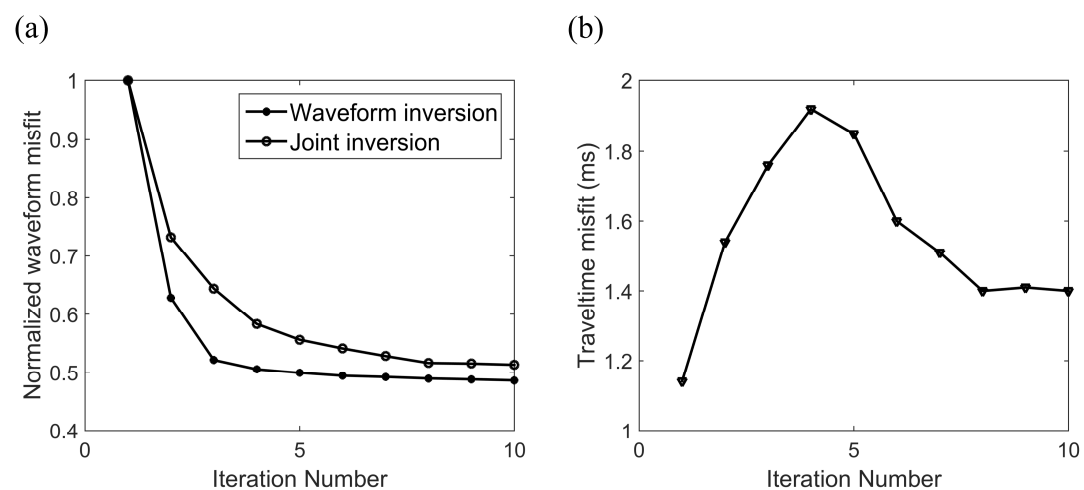 (a)
Normalized waveform misfit
1
0.9
0.8
0.7
0.6
0.5
0.4
0
5
10
Iteration Number
Waveform inversion
Joint inversion
(b)
Traveltime misfit (ms)
2
1.8
1.6
1.4
1.2
1
0
5
10
Iteration Number